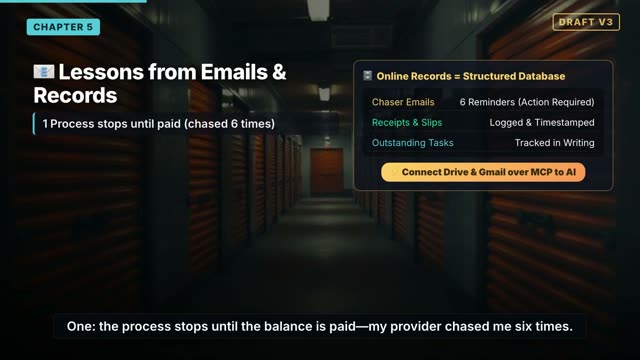 CHAPTER 5
DRAFT V3
Lessons from Emails &
Records
1 Process stops until paid (chased 6 times)
Online Records = Structured Database
Chaser Emails 6 Reminders (Action Required)
Receipts & Slips Logged & Timestamped
Outstanding Tasks Tracked in Writing
Connect Drive & Gmail over MCP to AI
One: the process stops until the balance is paid—my provider chased me six times.